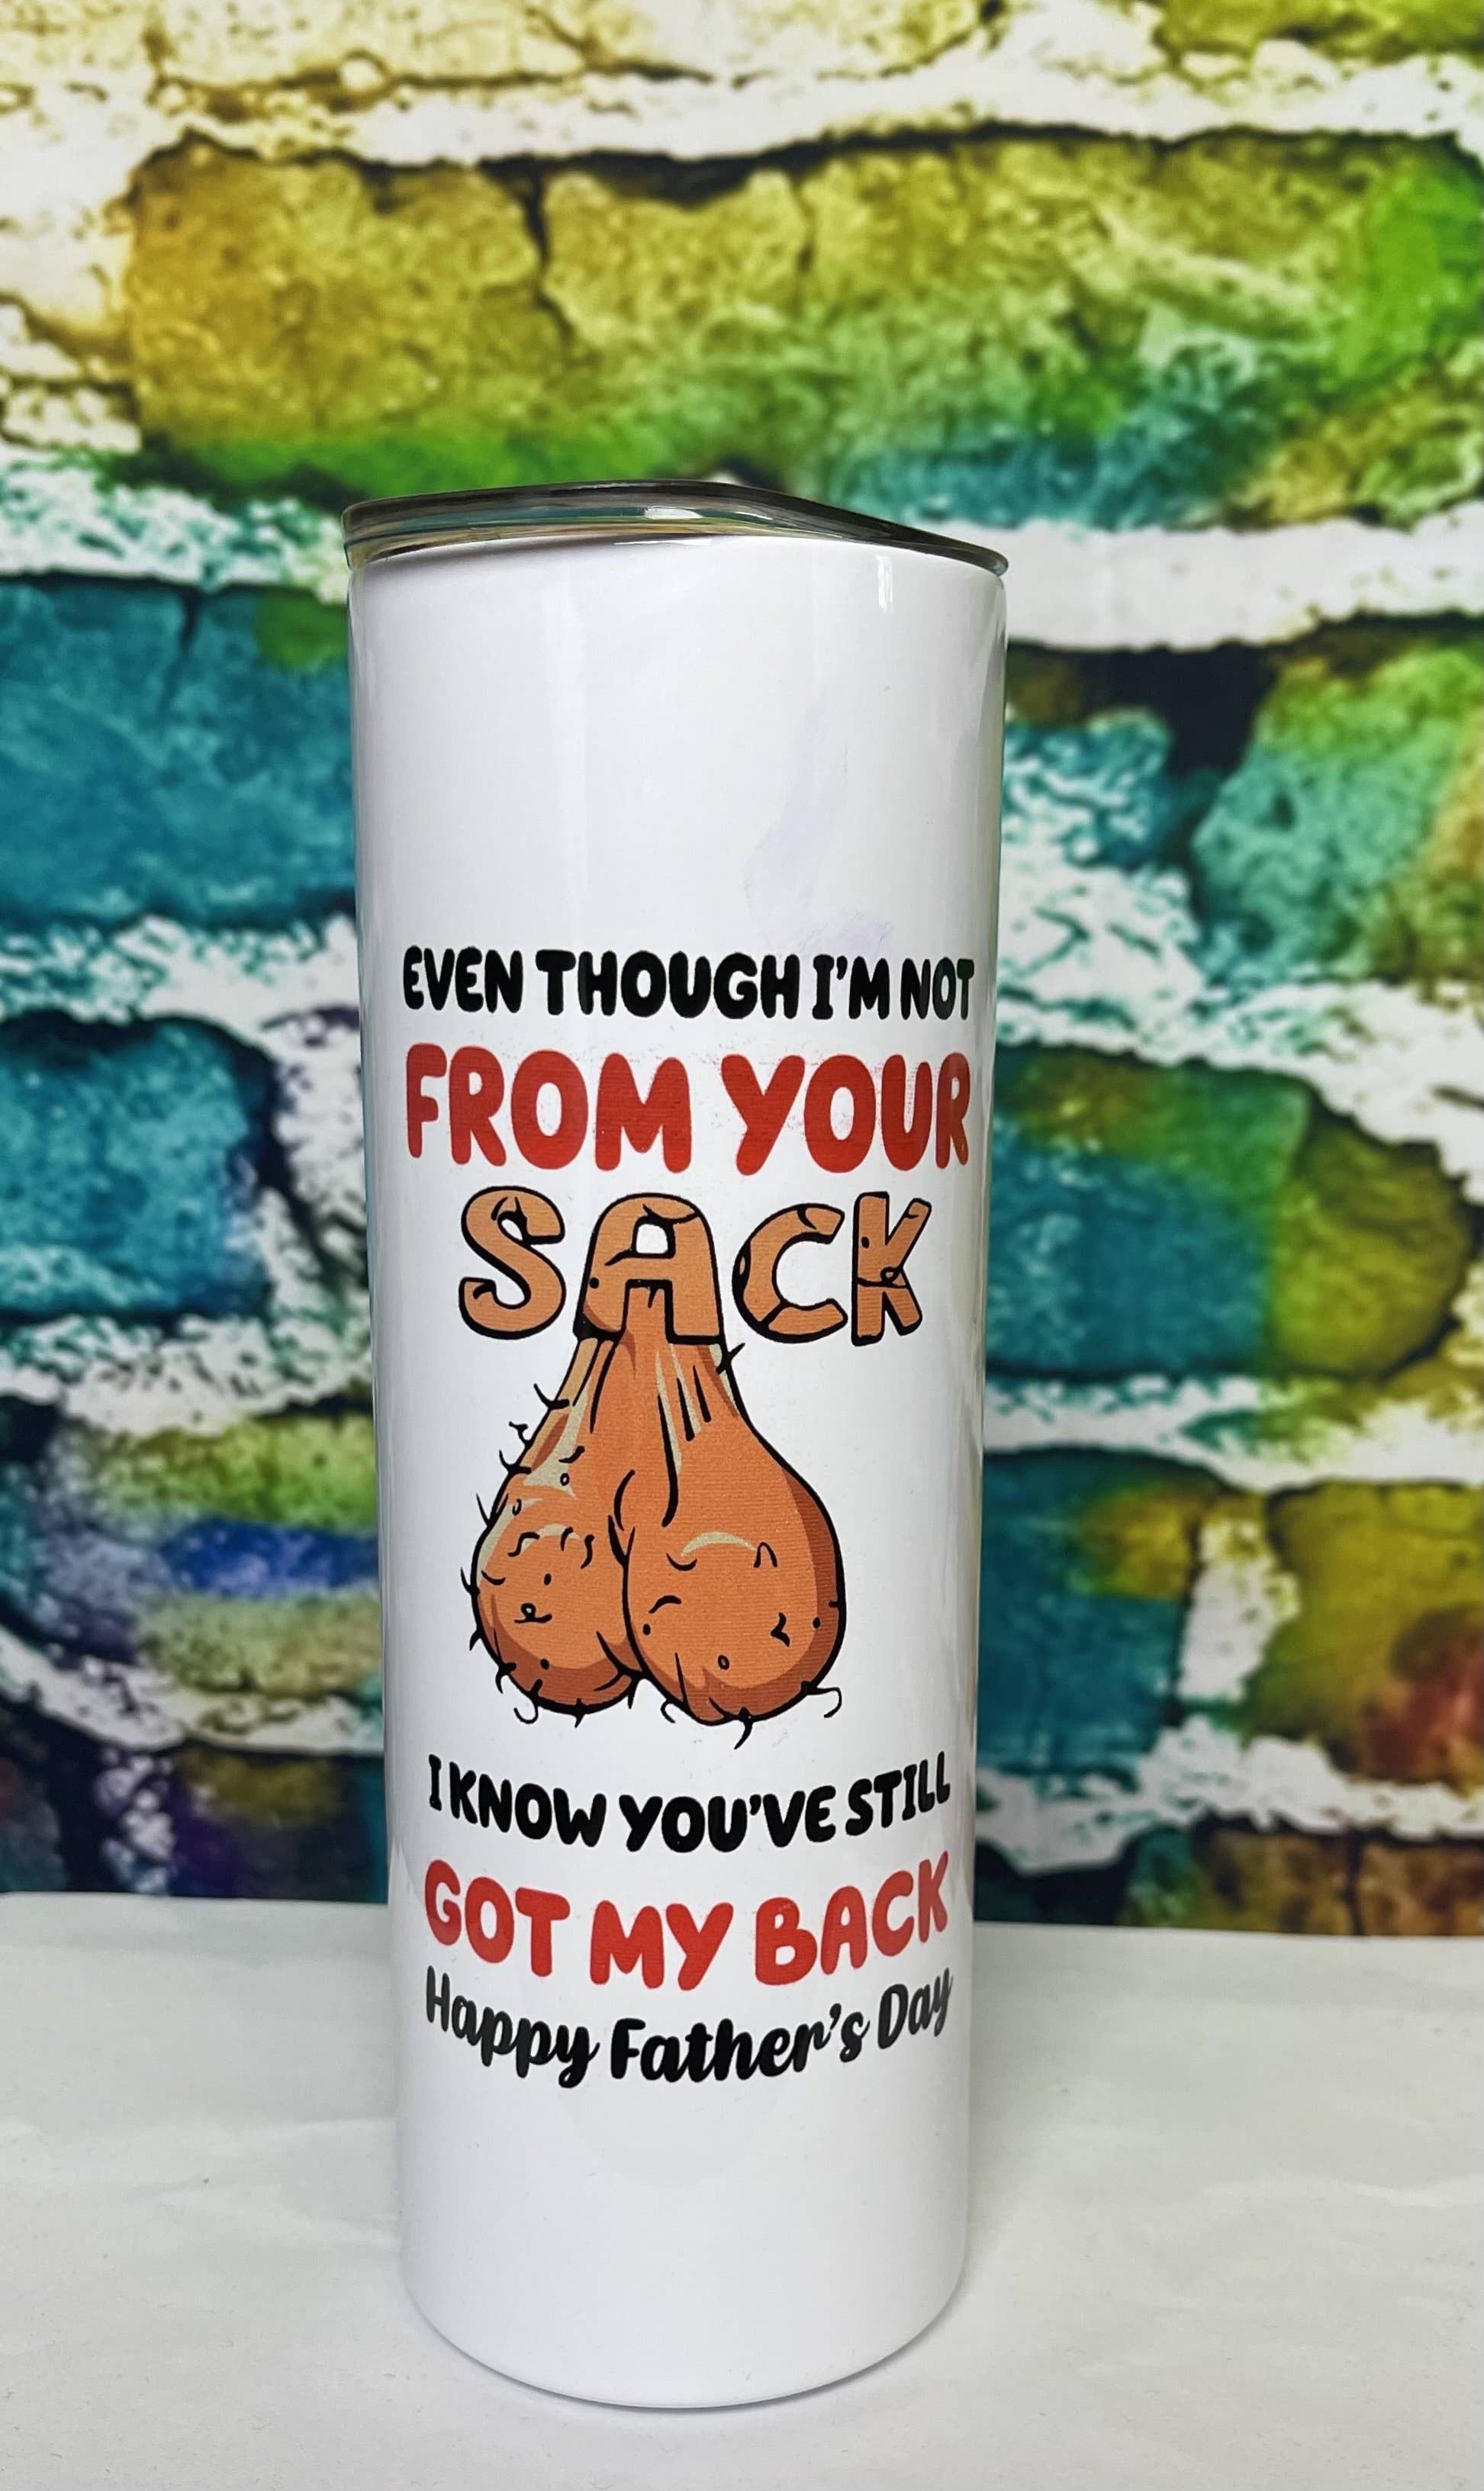 EVEN THOUGH I'M NOT
FROM YOUR
SACK
I KNOW YOU'VE STILL
GOT MY BACK
Happy Father's Day